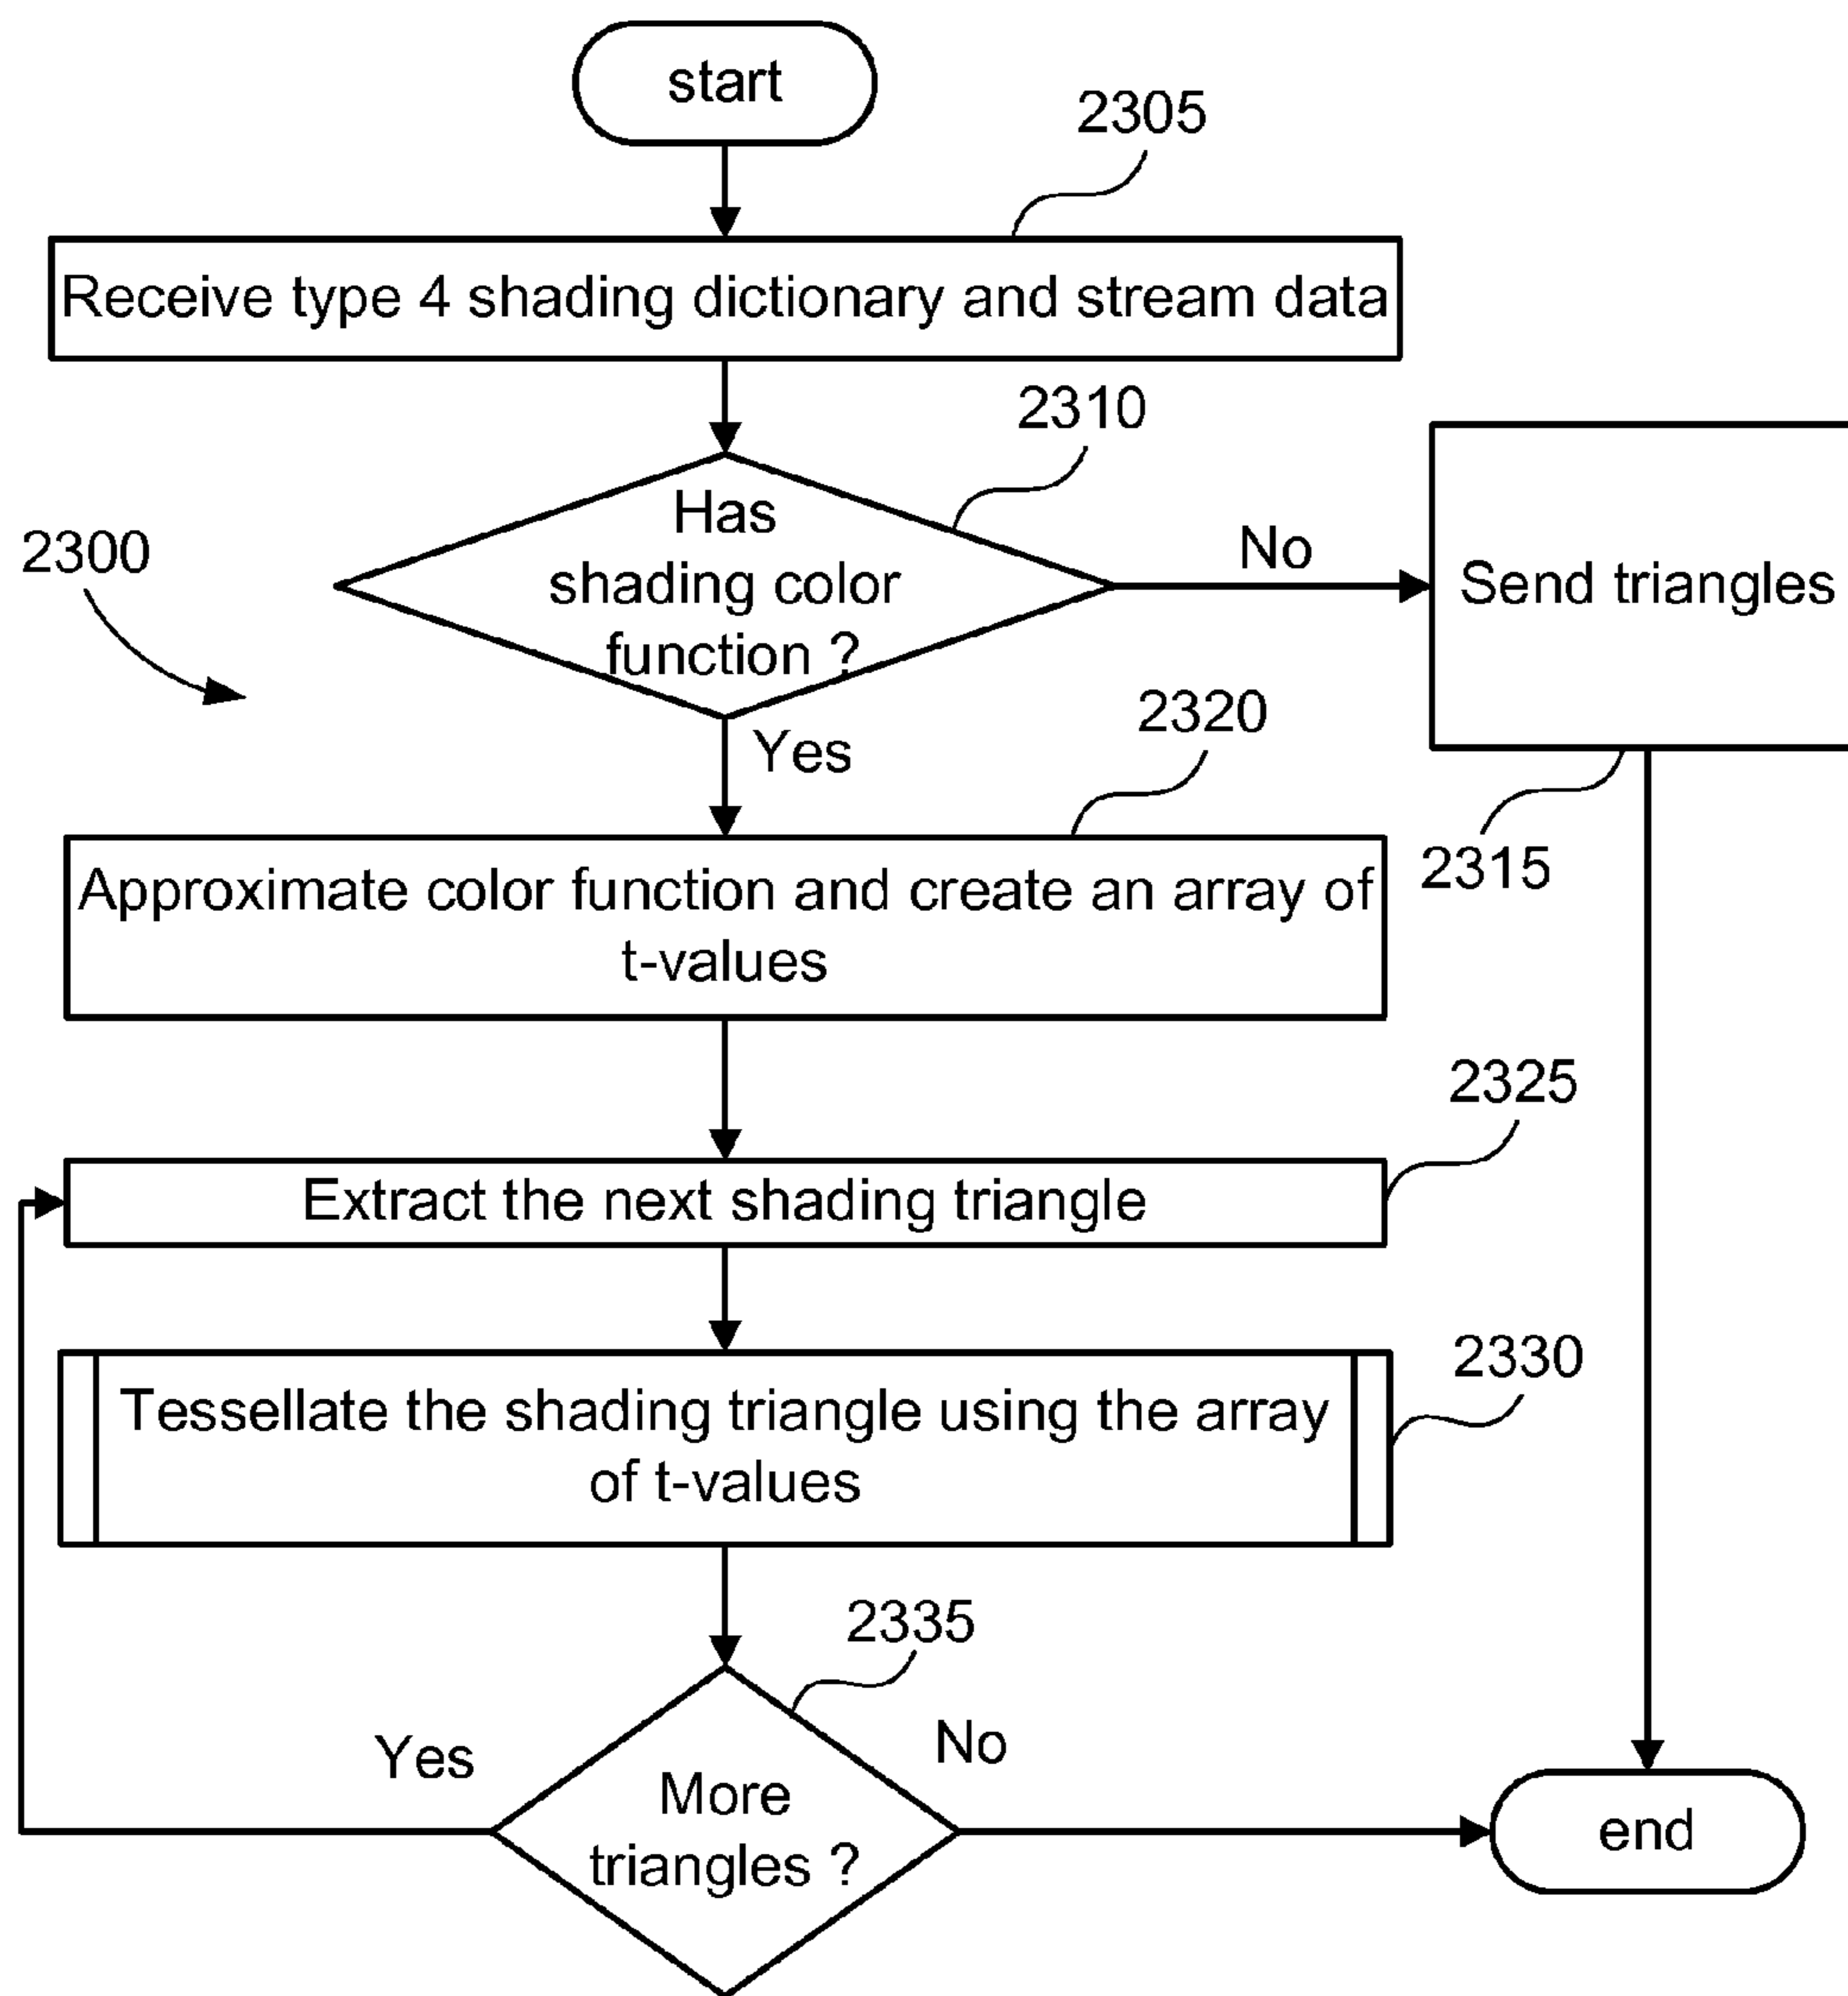 start
2305
Receive type 4 shading dictionary and stream data
2310
Has
shading color
function ?
No
Send triangles
2300
Yes
2320
2315
Approximate color function and create an array of
t-values
2325
Extract the next shading triangle
2330
Tessellate the shading triangle using the array
of t-values
2335
Yes
No
More
triangles ?
end